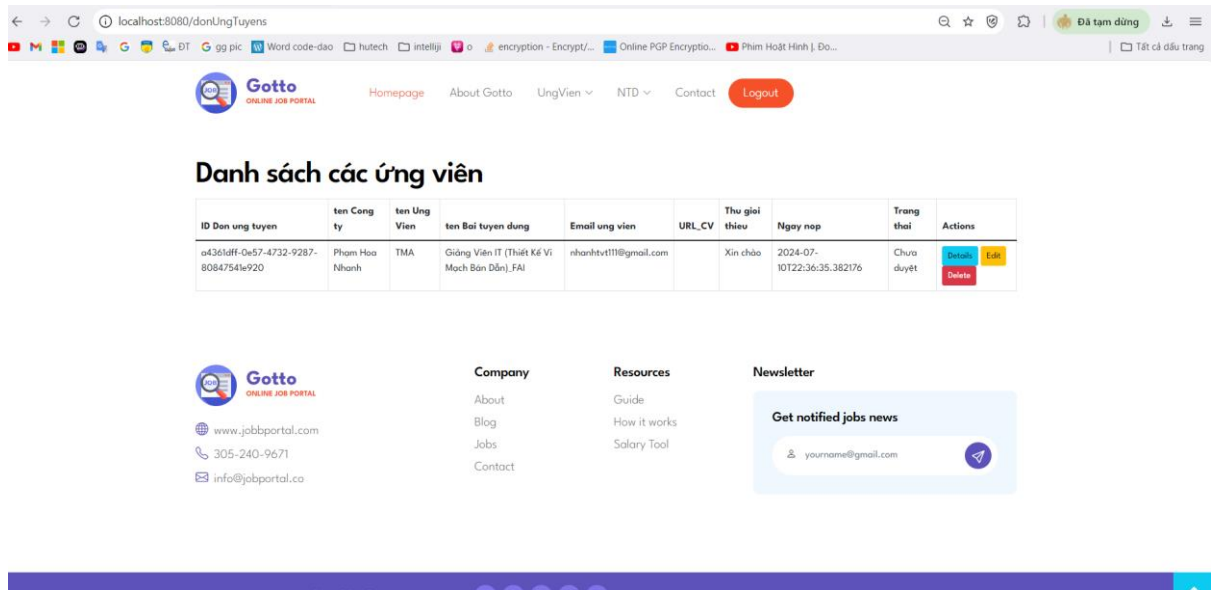 localhost:8080/donUngTuyens
Đã tạm dừng
ĐT
gg pic
Word code-dao
hutech
intelliji
o
encryption - Encrypt/...
Online PGP Encryptio...
Phim Hoạt Hình |. Đo...
Tất cả dấu trang
JOB
Gotto
ONLINE JOB PORTAL
Homepage
About Gotto
UngVien
NTD
Contact
Logout
Danh sách các ứng viên
ID Don ung tuyen
ten Cong ty
ten Ung Vien
ten Bai tuyen dung
Email ung vien
URL_CV
Thu gioi thieu
Ngay nop
Trang thai
Actions
a4361dff-0e57-4732-9287-
80847541e920
Pham Hoa
Nhanh
TMA
Giảng Viên IT (Thiết Kế Vi
Mạch Bán Dẫn)_FAI
nhanhtvt111@gmail.com
Xin chào
2024-07-
10T22:36:35.382176
Chưa
duyệt
Details
Edit
Delete
JOB
Gotto
ONLINE JOB PORTAL
www.jobbportal.com
305-240-9671
info@jobportal.co
Company
About
Blog
Jobs
Contact
Resources
Guide
How it works
Salary Tool
Newsletter
Get notified jobs news
yourname@gmail.com